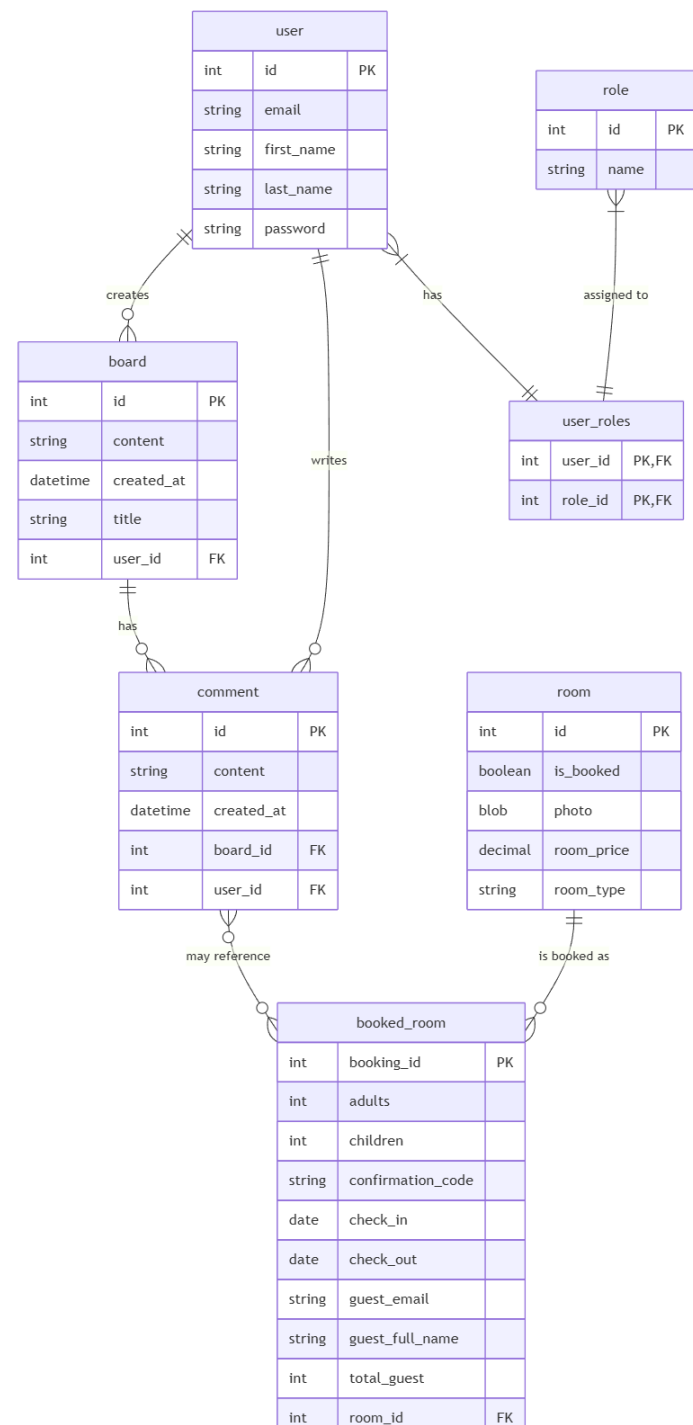 user
int id PK
string email
string first_name
string last_name
string password
role
int id PK
string name
creates
has
assigned to
board
int id PK
string content
datetime created_at
string title
int user_id FK
user_roles
int user_id PK,FK
int role_id PK,FK
writes
has
comment
int id PK
string content
datetime created_at
int board_id FK
int user_id FK
room
int id PK
boolean is_booked
blob photo
decimal room_price
string room_type
may reference
is booked as
booked_room
int booking_id PK
int adults
int children
string confirmation_code
date check_in
date check_out
string guest_email
string guest_full_name
int total_guest
int room_id FK